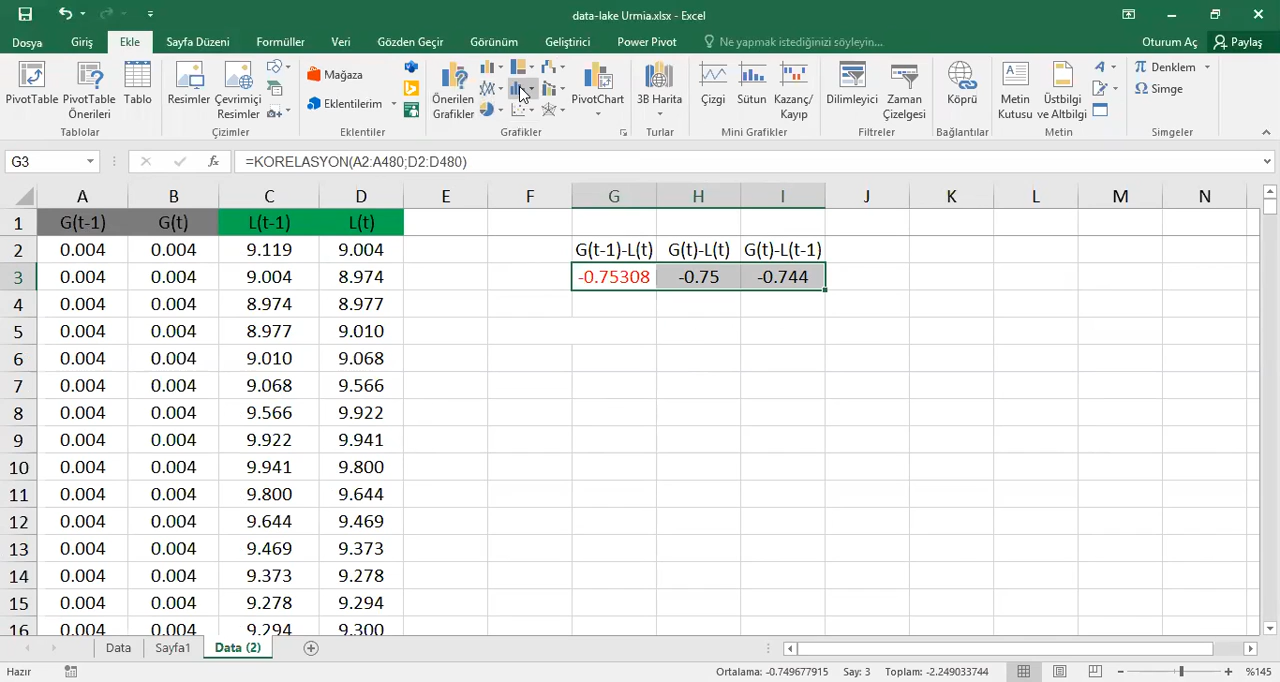 data-lake Urmia.xlsx - Excel
Dosya Giriş Ekle Sayfa Düzeni Formüller Veri Gözden Geçir Görünüm Geliştirici Power Pivot Ne yapmak istediğinizi söyleyin... Oturum Aç Paylaş
PivotTable PivotTable Önerileri Tablo Resimler Çevrimiçi Resimler Mağaza Eklentilerim Önerilen Grafikler PivotChart 3B Harita Çizgi Sütun Kazanç/ Kayıp Dilimleyici Zaman Çizelgesi Köprü Metin Kutusu Üstbilgi ve Altbilgi Denklem Simge
Tablolar Çizimler Eklentiler Grafikler Turlar Mini Grafikler Filtreler Bağlantılar Metin Simgeler
G3 fx =KORELASYON(A2:A480;D2:D480)
A B C D E F G H I J K L M N
1 G(t-1) G(t) L(t-1) L(t)
2 0.004 0.004 9.119 9.004 G(t-1)-L(t) G(t)-L(t) G(t)-L(t-1)
3 0.004 0.004 9.004 8.974 -0.75308 -0.75 -0.744
4 0.004 0.004 8.974 8.977
5 0.004 0.004 8.977 9.010
6 0.004 0.004 9.010 9.068
7 0.004 0.004 9.068 9.566
8 0.004 0.004 9.566 9.922
9 0.004 0.004 9.922 9.941
10 0.004 0.004 9.941 9.800
11 0.004 0.004 9.800 9.644
12 0.004 0.004 9.644 9.469
13 0.004 0.004 9.469 9.373
14 0.004 0.004 9.373 9.278
15 0.004 0.004 9.278 9.294
16 0.004 0.004 9.294 9.300
Data Sayfa1 Data (2)
Hazır Ortalama: -0.749677915 Say: 3 Toplam: -2.249033744 %145